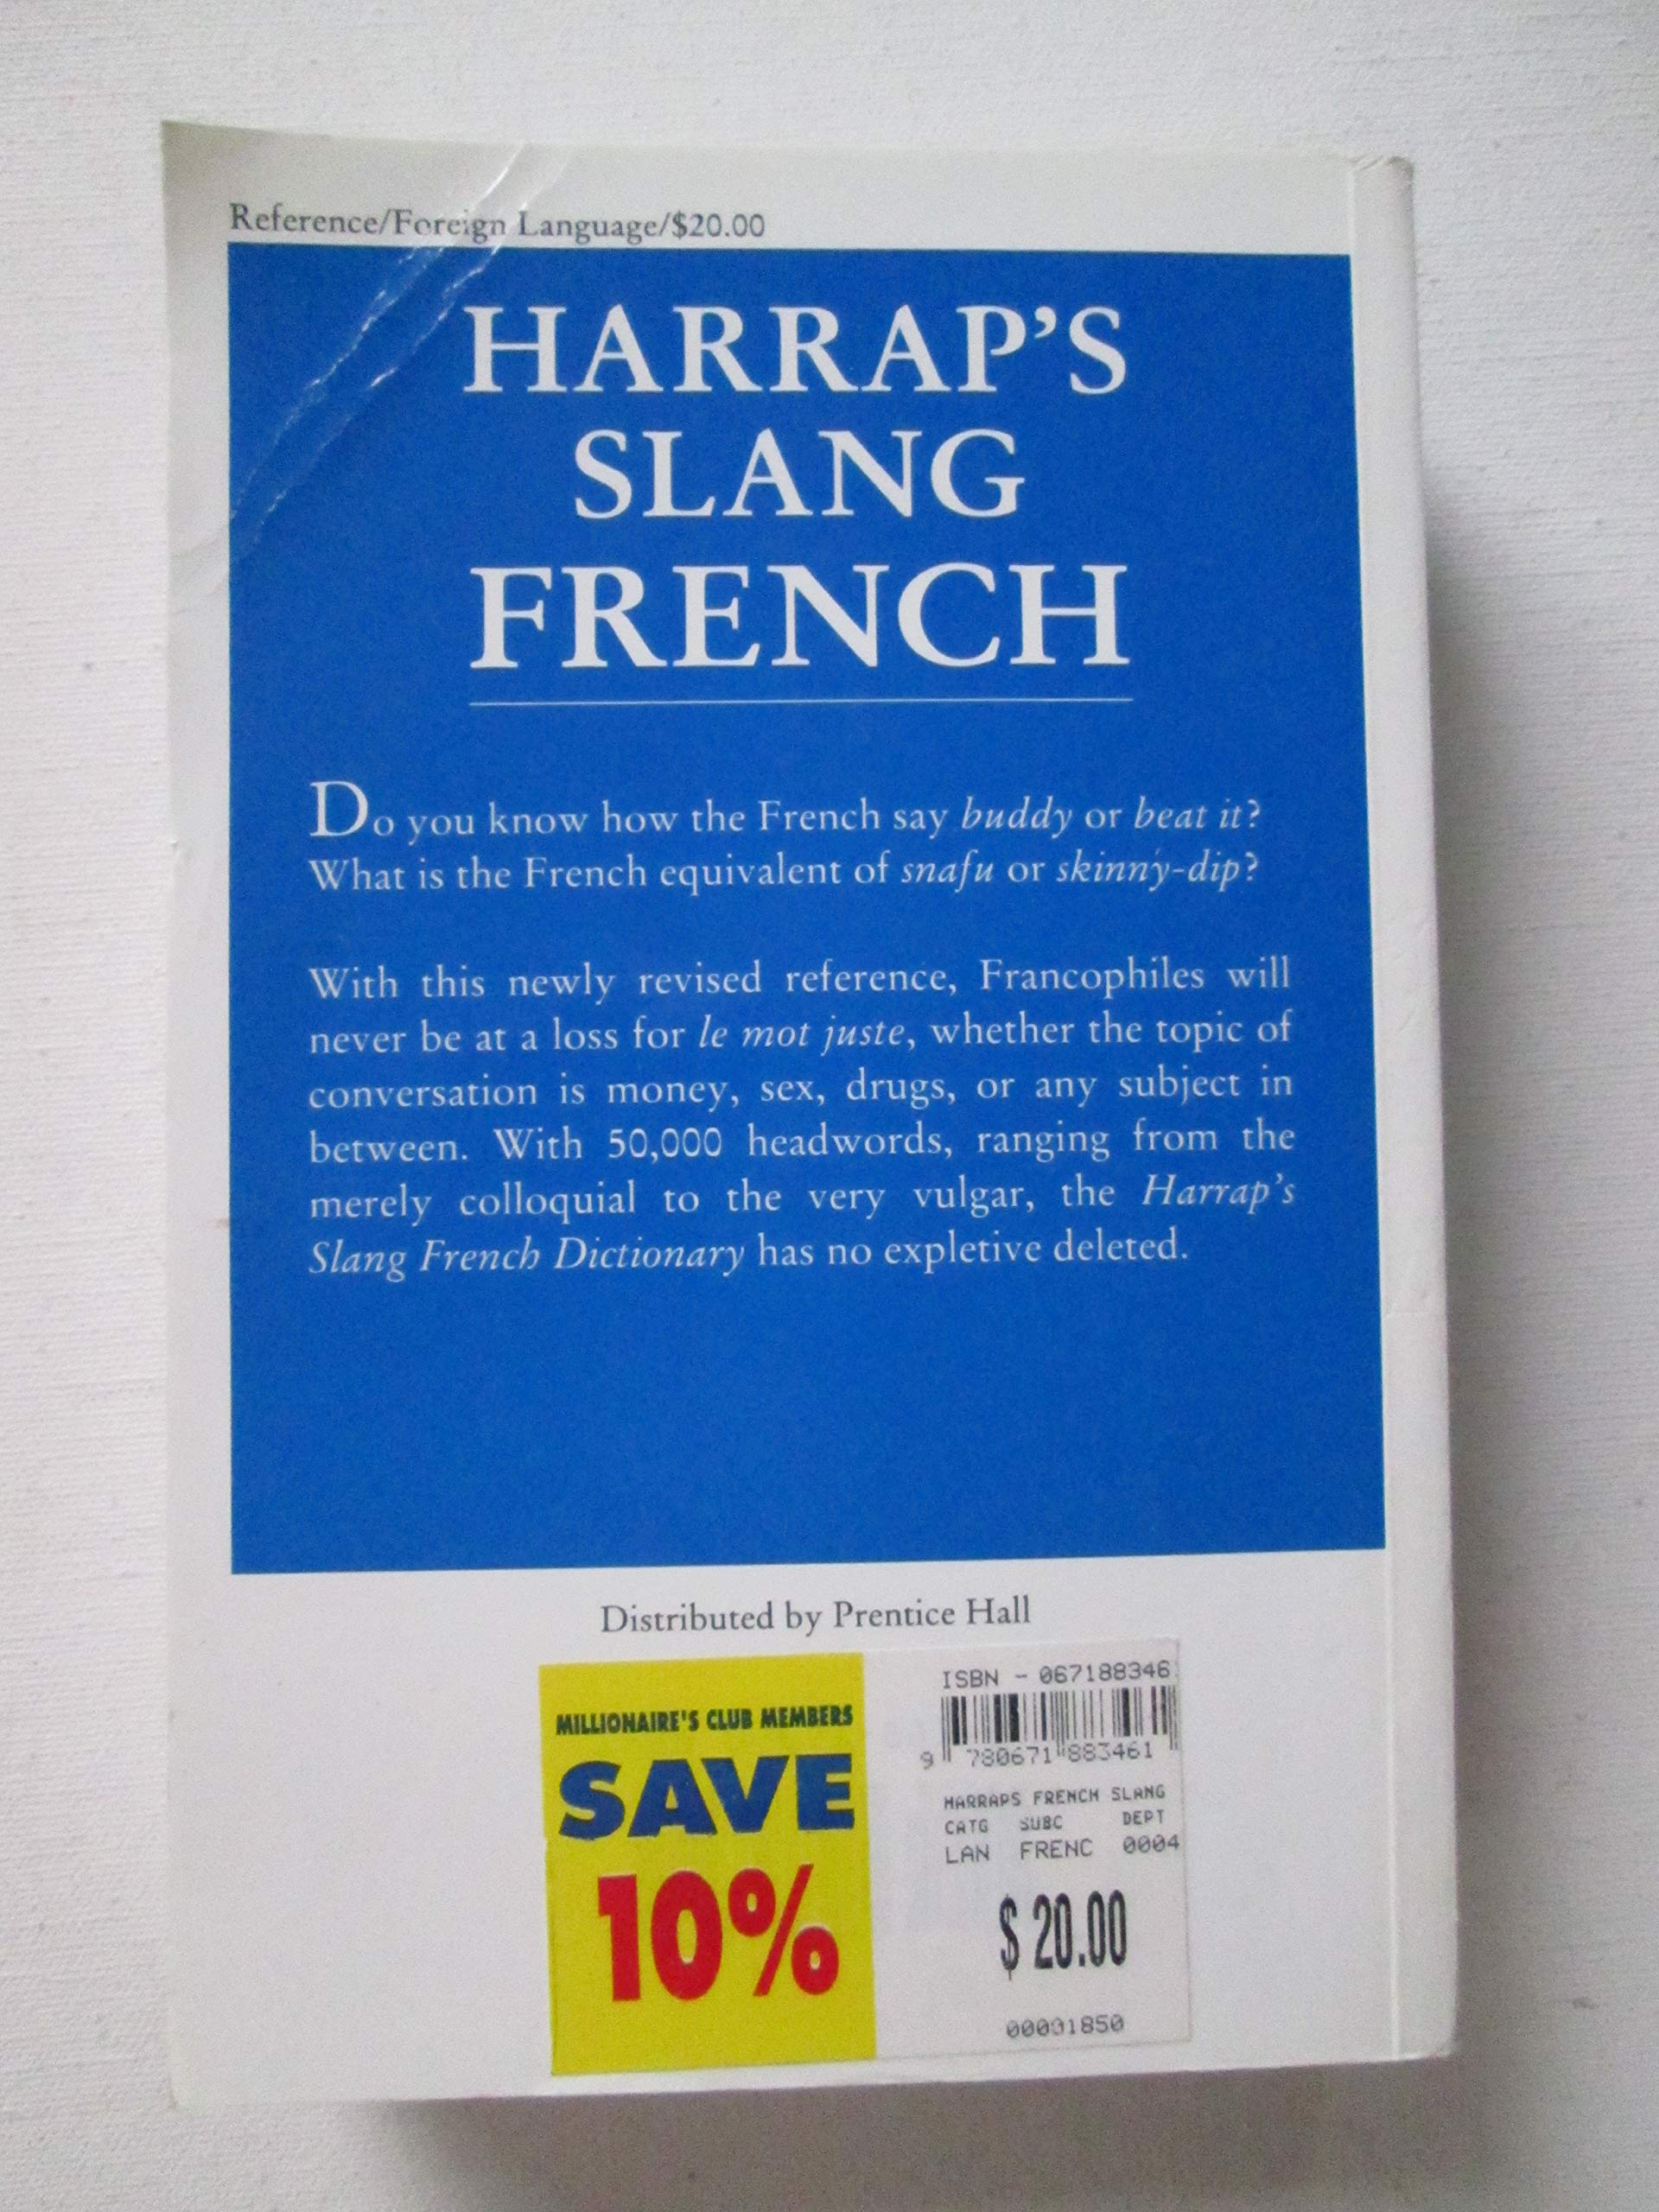 Reference/Foreign Language/$20.00
HARRAP'S
SLANG
FRENCH
Do you know how the French say buddy or beat it?
What is the French equivalent of snafu or skinny-dip?
With this newly revised reference, Francophiles will
never be at a loss for le mot juste, whether the topic of
conversation is money, sex, drugs, or any subject in
between. With 50,000 headwords, ranging from the
merely colloquial to the very vulgar, the Harrap's
Slang French Dictionary has no expletive deleted.
Distributed by Prentice Hall
MILLIONAIRE'S CLUB MEMBERS
SAVE
10%
ISBN - 067188346
9 780671 883461
HARRAPS FRENCH SLANG
CATG SUBC DEPT
LAN FRENC 0004
$ 20.00
00001850